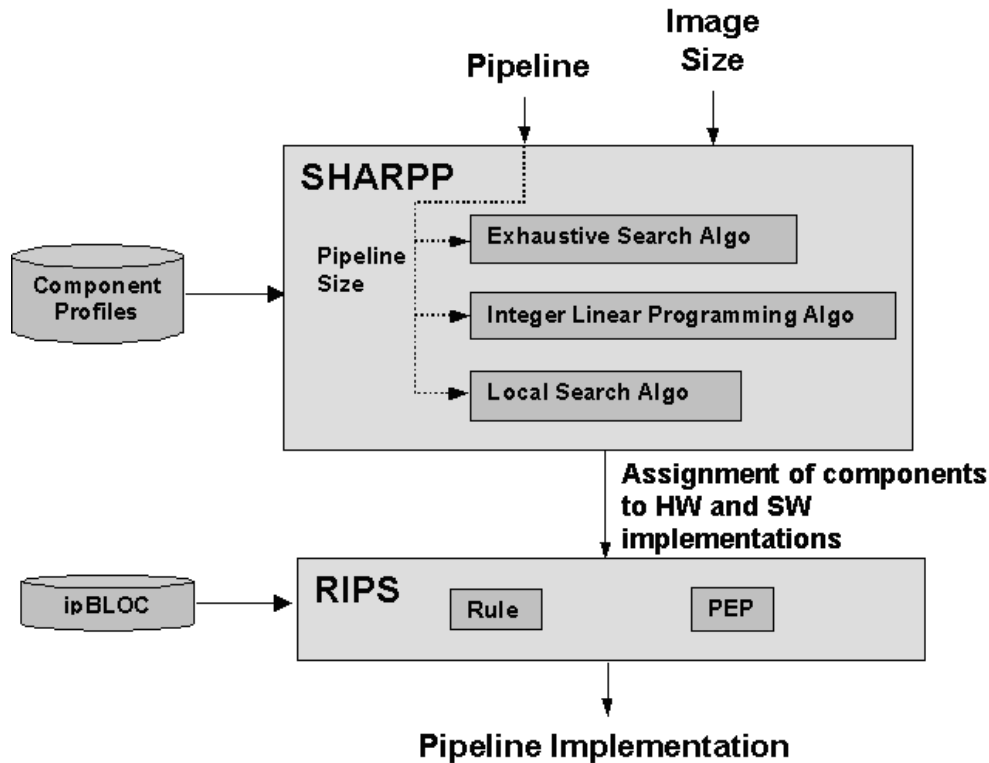 Image
Size
Pipeline
SHARPP
Exhaustive Search Algo
Pipeline
Size
Component
Profiles
Integer Linear Programming Algo
Local Search Algo
Assignment of components
to HW and SW
implementations
RIPS
ipBLOC
Rule
PEP
Pipeline Implementation